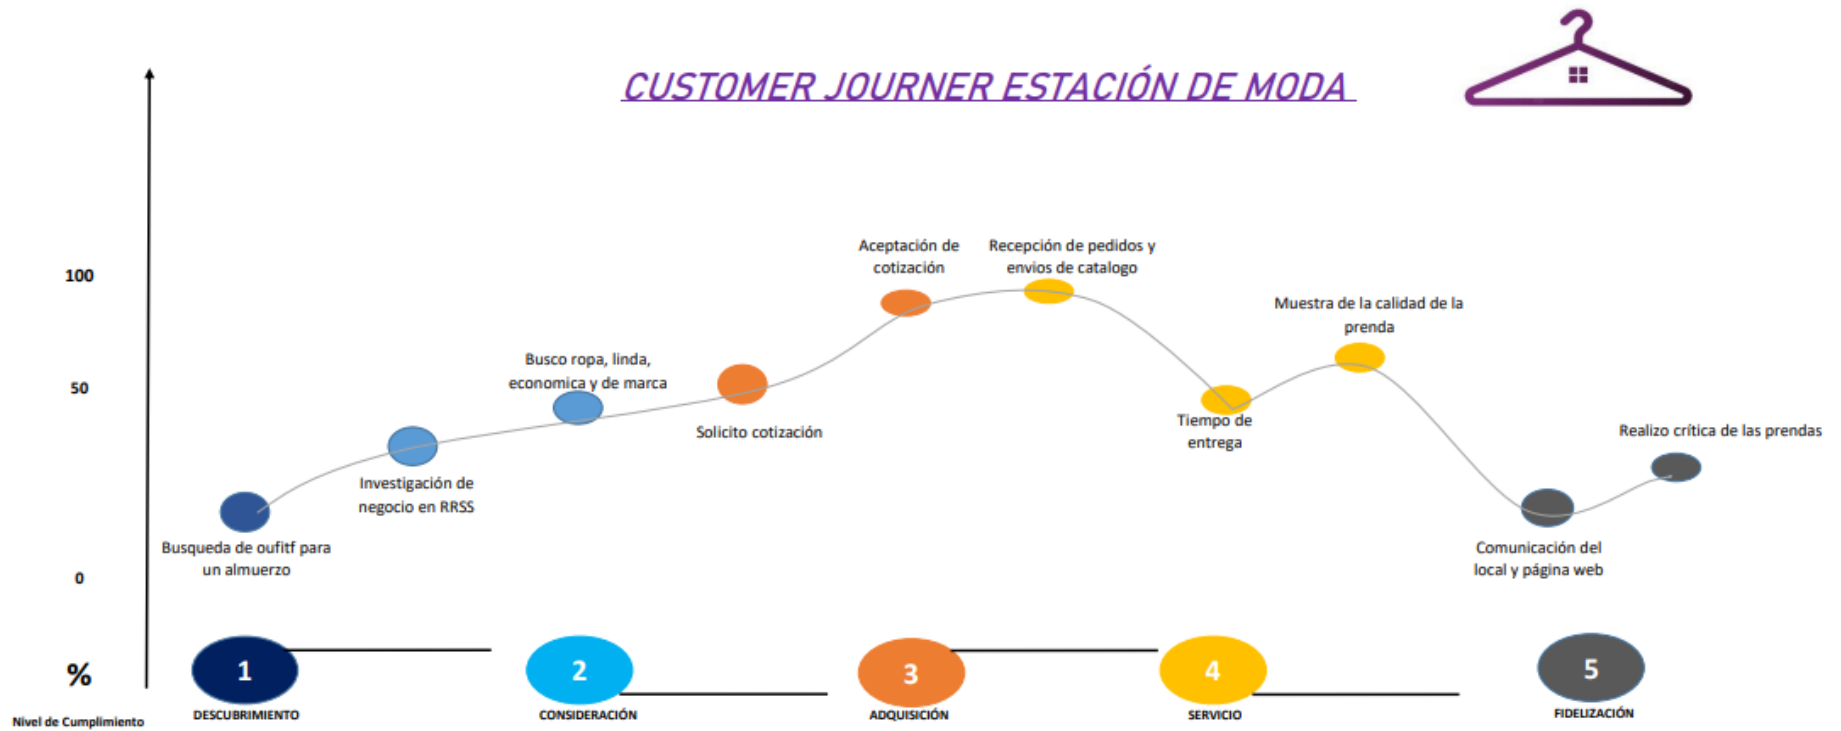 CUSTOMER JOURNER ESTACIÓN DE MODA
100
50
0
%
Nivel de Cumplimiento
Busqueda de oufitf para
un almuerzo
Investigación de
negocio en RRSS
Busco ropa, linda,
economica y de marca
Solicito cotización
Aceptación de
cotización
Recepción de pedidos y
envios de catalogo
Tiempo de
entrega
Muestra de la calidad de la
prenda
Comunicación del
local y página web
Realizo crítica de las prendas
1
DESCUBRIMIENTO
2
CONSIDERACIÓN
3
ADQUISICIÓN
4
SERVICIO
5
FIDELIZACIÓN